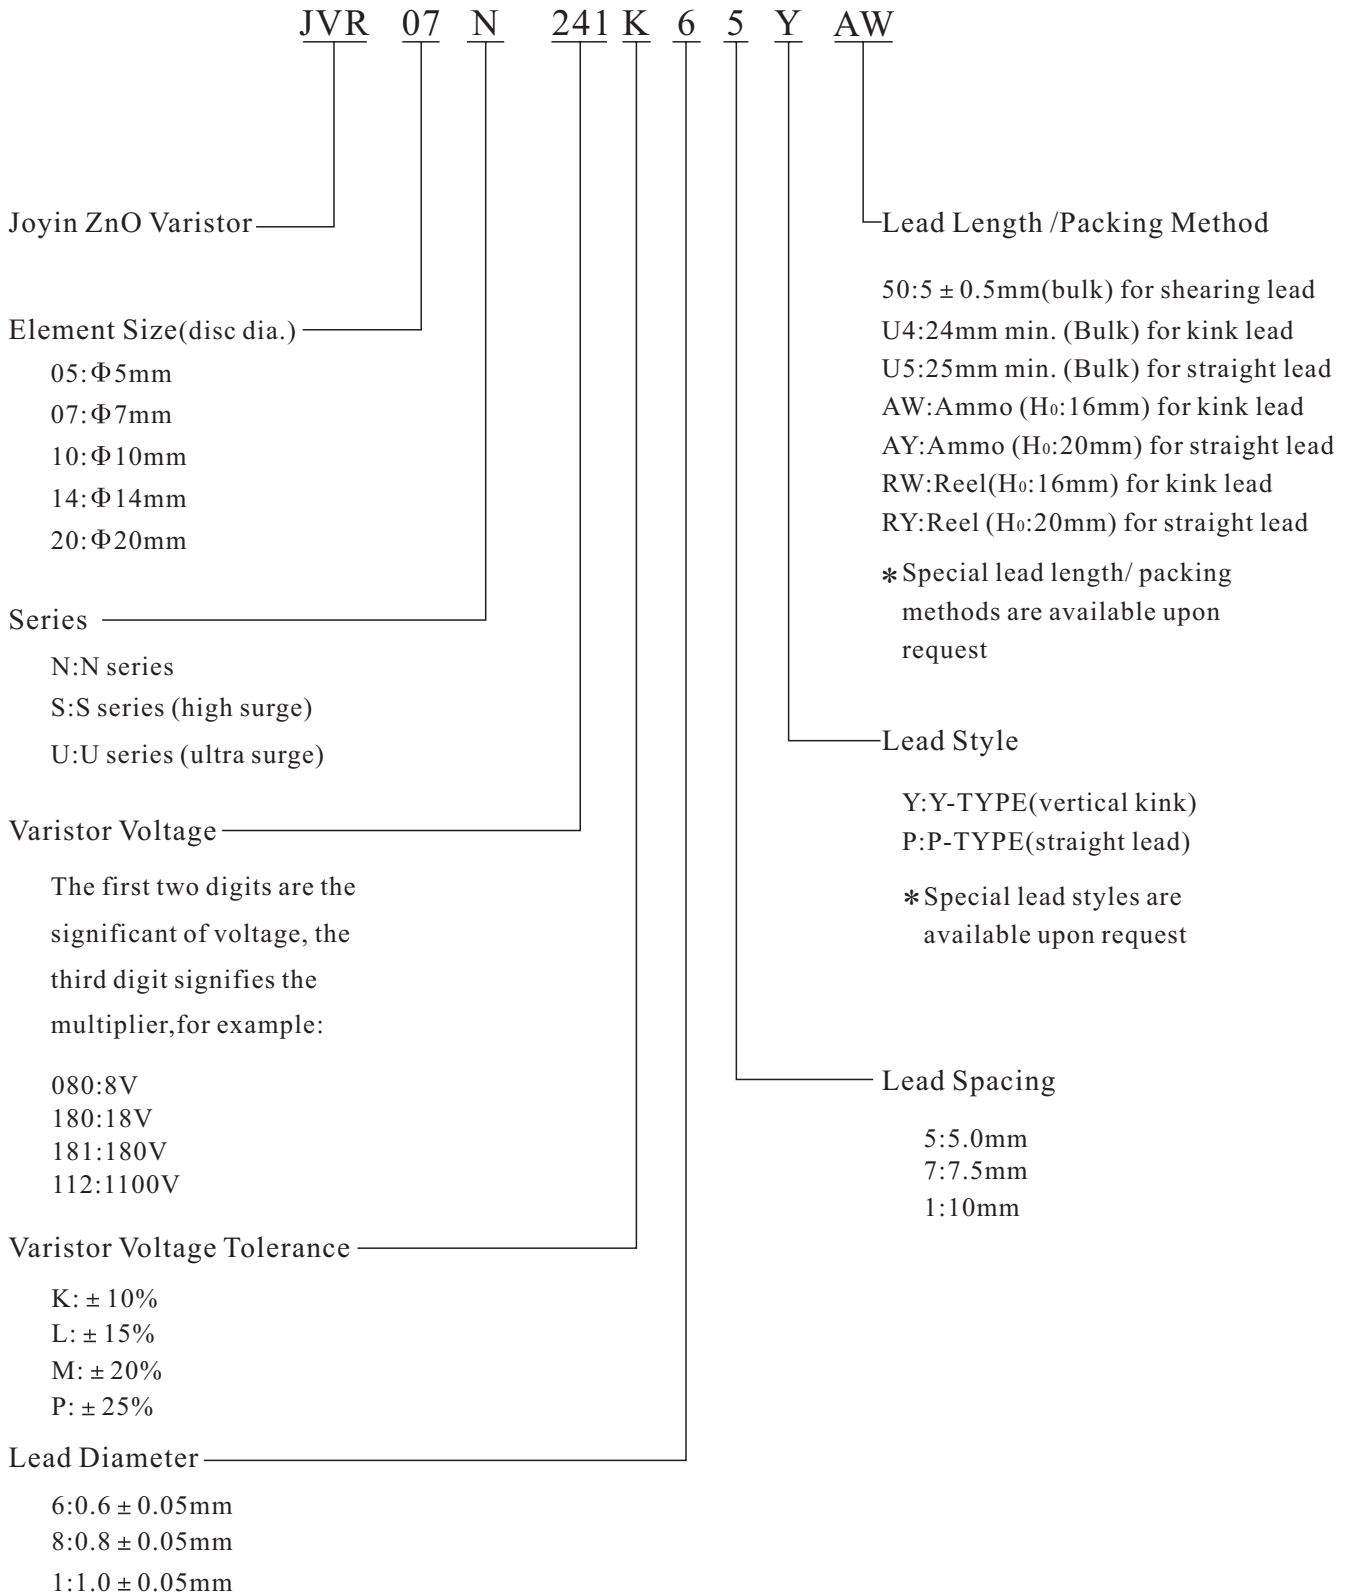 JVR 07 N 241 K 6 5 Y AW
Joyin ZnO Varistor
Element Size(disc dia.)
05:Φ5mm
07:Φ7mm
10:Φ10mm
14:Φ14mm
20:Φ20mm
Series
N:N series
S:S series (high surge)
U:U series (ultra surge)
Varistor Voltage
The first two digits are the
significant of voltage, the
third digit signifies the
multiplier,for example:
080:8V
180:18V
181:180V
112:1100V
Varistor Voltage Tolerance
K: ± 10%
L: ± 15%
M: ± 20%
P: ± 25%
Lead Diameter
6:0.6 ± 0.05mm
8:0.8 ± 0.05mm
1:1.0 ± 0.05mm
Lead Length /Packing Method
50:5 ± 0.5mm(bulk) for shearing lead
U4:24mm min. (Bulk) for kink lead
U5:25mm min. (Bulk) for straight lead
AW:Ammo (H0:16mm) for kink lead
AY:Ammo (H0:20mm) for straight lead
RW:Reel(H0:16mm) for kink lead
RY:Reel (H0:20mm) for straight lead
* Special lead length/ packing
methods are available upon
request
Lead Style
Y:Y-TYPE(vertical kink)
P:P-TYPE(straight lead)
* Special lead styles are
available upon request
Lead Spacing
5:5.0mm
7:7.5mm
1:10mm